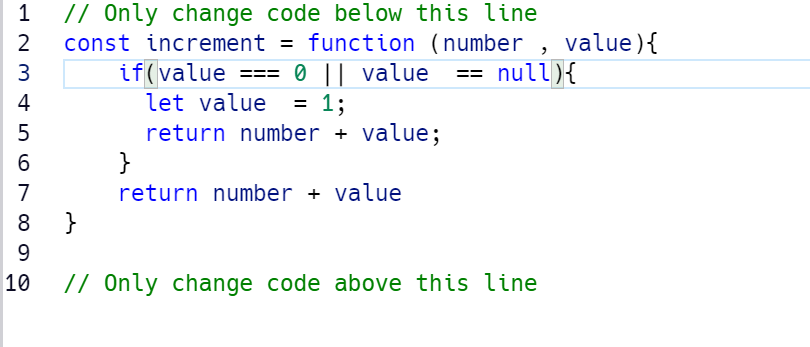 1 // Only change code below this line
2 const increment = function (number , value){
3 if(value === 0 || value  == null){
4 let value  = 1;
5 return number + value;
6 }
7 return number + value
8 }
9
10 // Only change code above this line